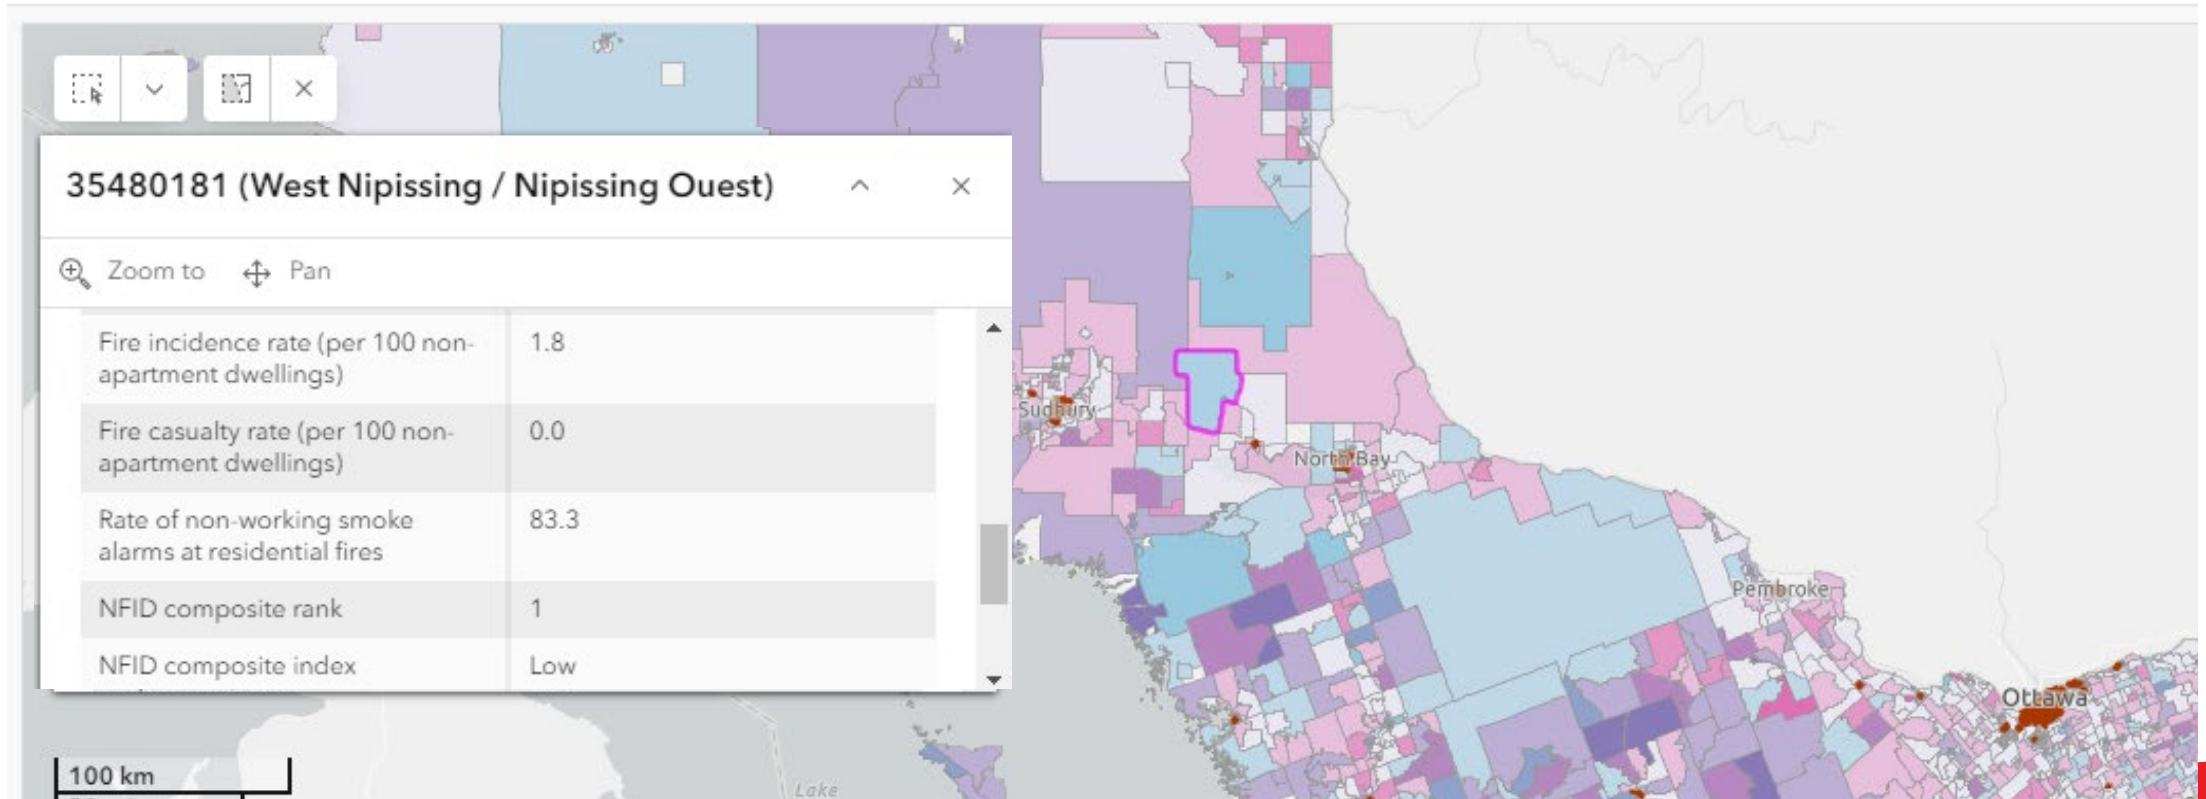 35480181 (West Nipissing / Nipissing Ouest)
Zoom to Pan
Fire incidence rate (per 100 non-
apartment dwellings)
1.8
Fire casualty rate (per 100 non-
apartment dwellings)
0.0
Rate of non-working smoke
alarms at residential fires
83.3
NFID composite rank
1
NFID composite index
Low
Sudbury
North Bay
Pembroke
Ottawa
100 km
Lake